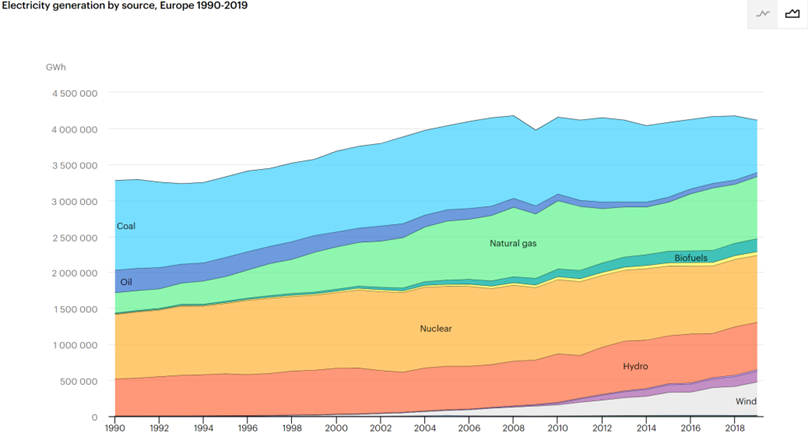 Electricity generation by source, Europe 1990-2019
GWh
4 500 000
4 000 000
3 500 000
3 000 000
2 500 000
2 000 000
1 500 000
1 000 000
500 000
0
Coal
Oil
Natural gas
Biofuels
Nuclear
Hydro
Wind
1990 1992 1994 1996 1998 2000 2002 2004 2006 2008 2010 2012 2014 2016 2018